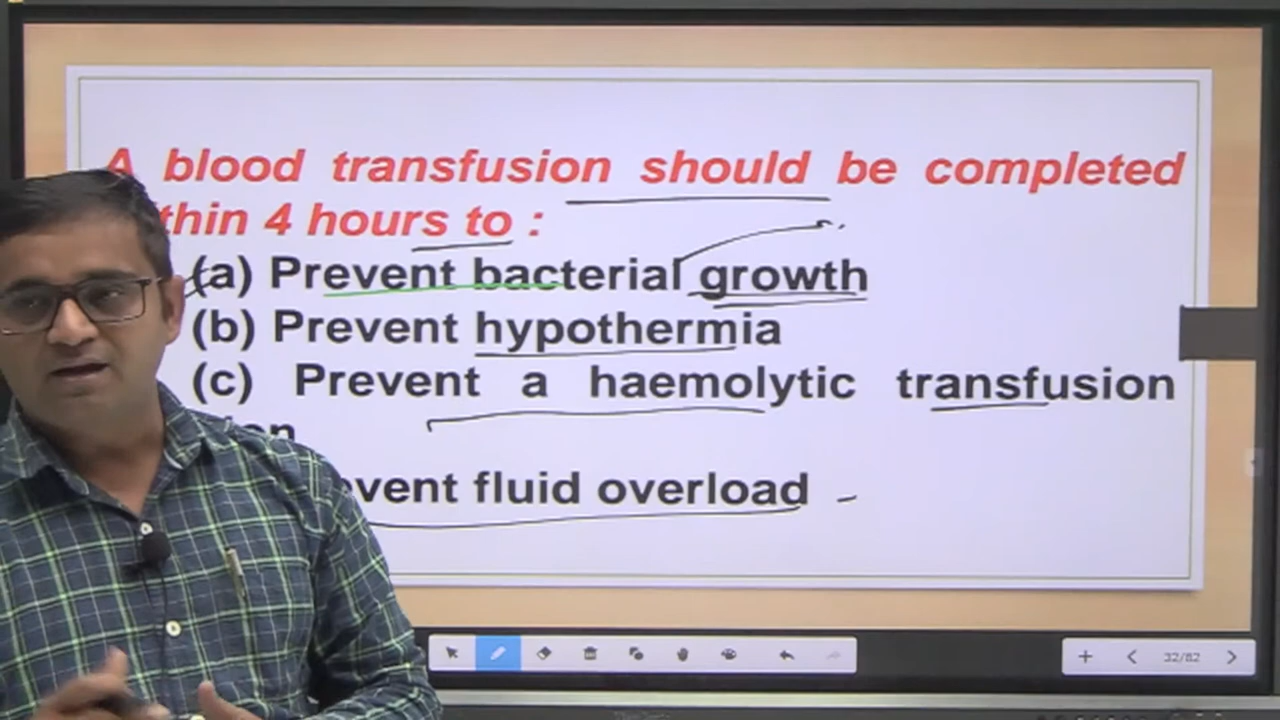 A blood transfusion should be completed
thin 4 hours to :
(a) Prevent bacterial growth
(b) Prevent hypothermia
(c) Prevent a haemolytic transfusion
on
vent fluid overload
32/82